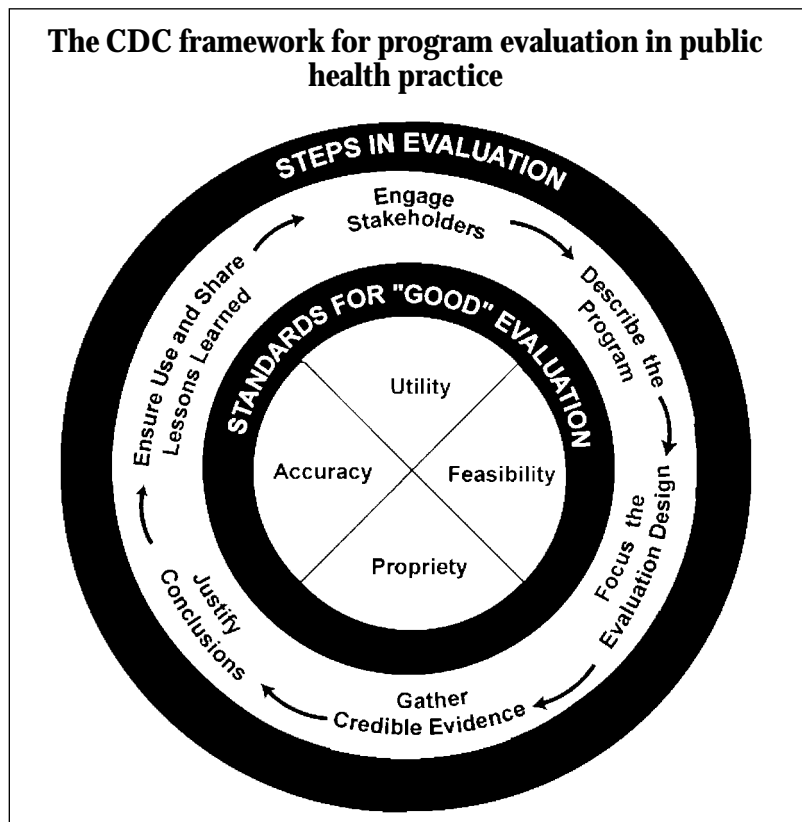 The CDC framework for program evaluation in public
health practice
STEPS IN EVALUATION
Engage
Stakeholders
Describe the
Program
Focus the
Evaluation Design
Gather
Credible Evidence
Justify
Conclusions
Ensure Use and Share
Lessons Learned
STANDARDS FOR "GOOD" EVALUATION
Utility
Feasibility
Propriety
Accuracy